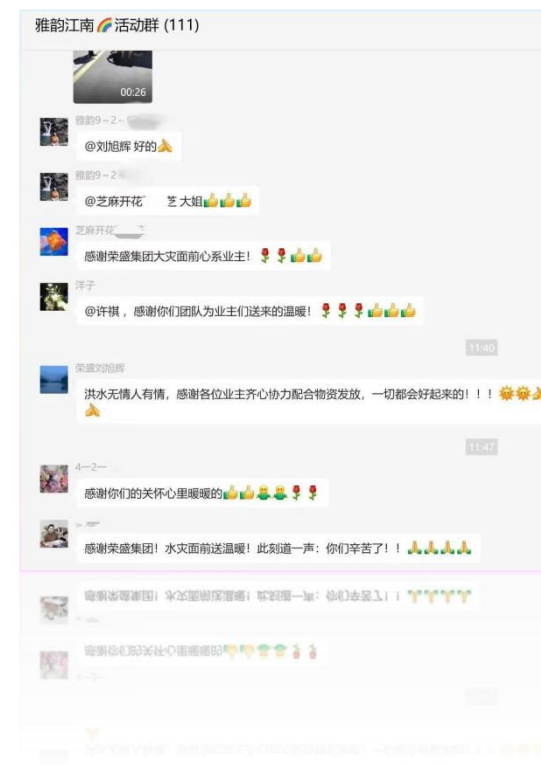 雅韵江南🌈活动群 (111)
00:26
雅韵9-2-
@刘旭辉 好的🙏
雅韵9-2
@芝麻开花 芝 大姐👍👍👍
芝麻开花
感谢荣盛集团大灾面前心系业主！🌹🌹👍👍
洋子
@许祺，感谢你们团队为业主们送来的温暖！🌹🌹🌹👍👍👍
11:40
荣盛刘旭辉
洪水无情人有情，感谢各位业主齐心协力配合物资发放，一切都会好起来的！！！🌞🌞🙏
🙏
11:47
4—2—
感谢你们的关怀心里暖暖的👍👍🌹🌹
感谢荣盛集团！水灾面前送温暖！此刻道一声：你们辛苦了！！🙏🙏🙏🙏